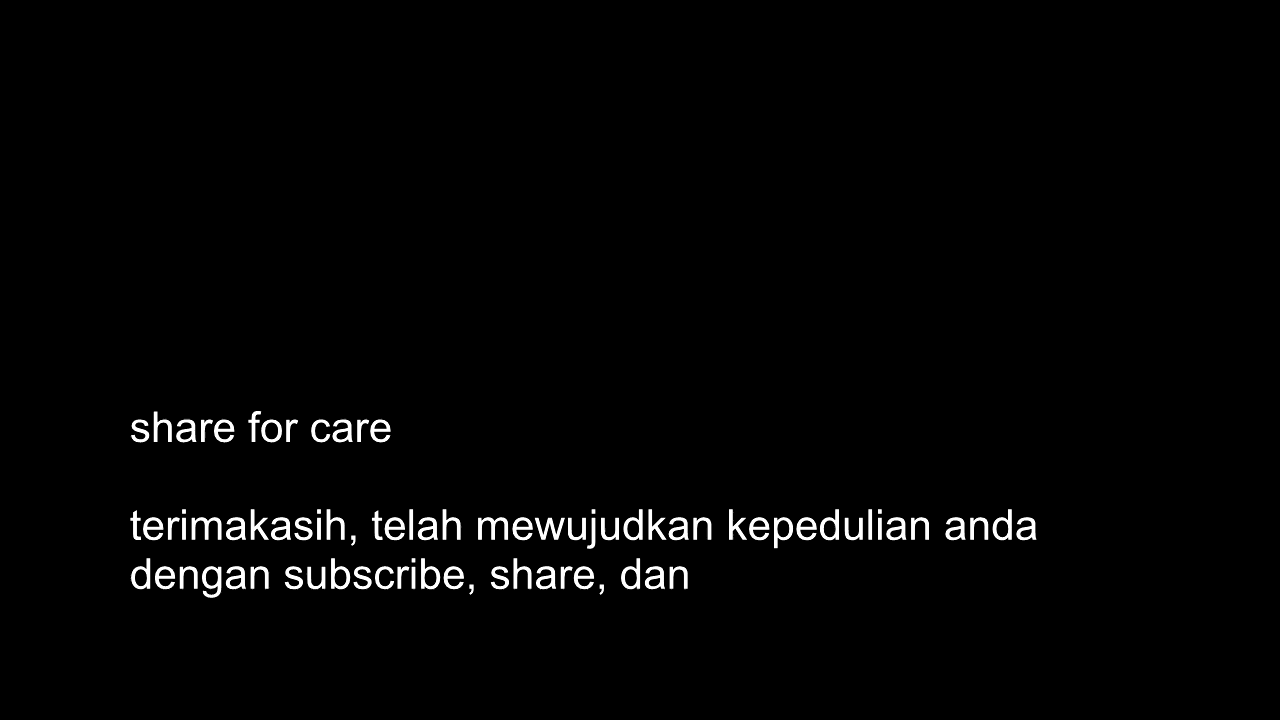 share for care
terimakasih, telah mewujudkan kepedulian anda
dengan subscribe, share, dan